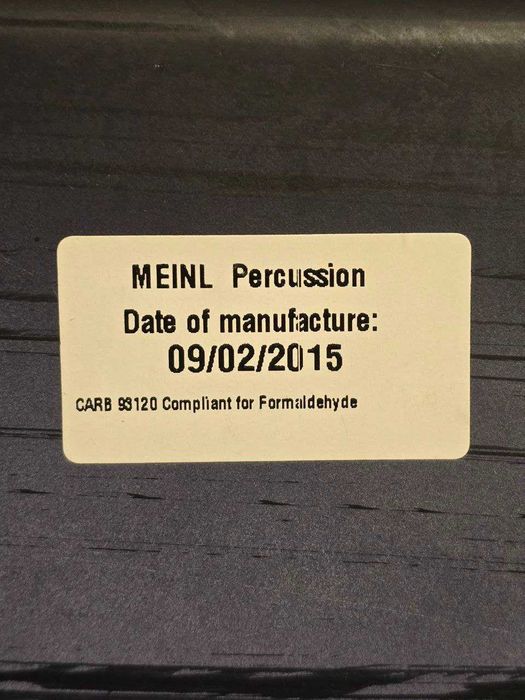 MEINL Percussion
Date of manufacture:
09/02/2015
CARB 93120 Compliant for Formaldehyde